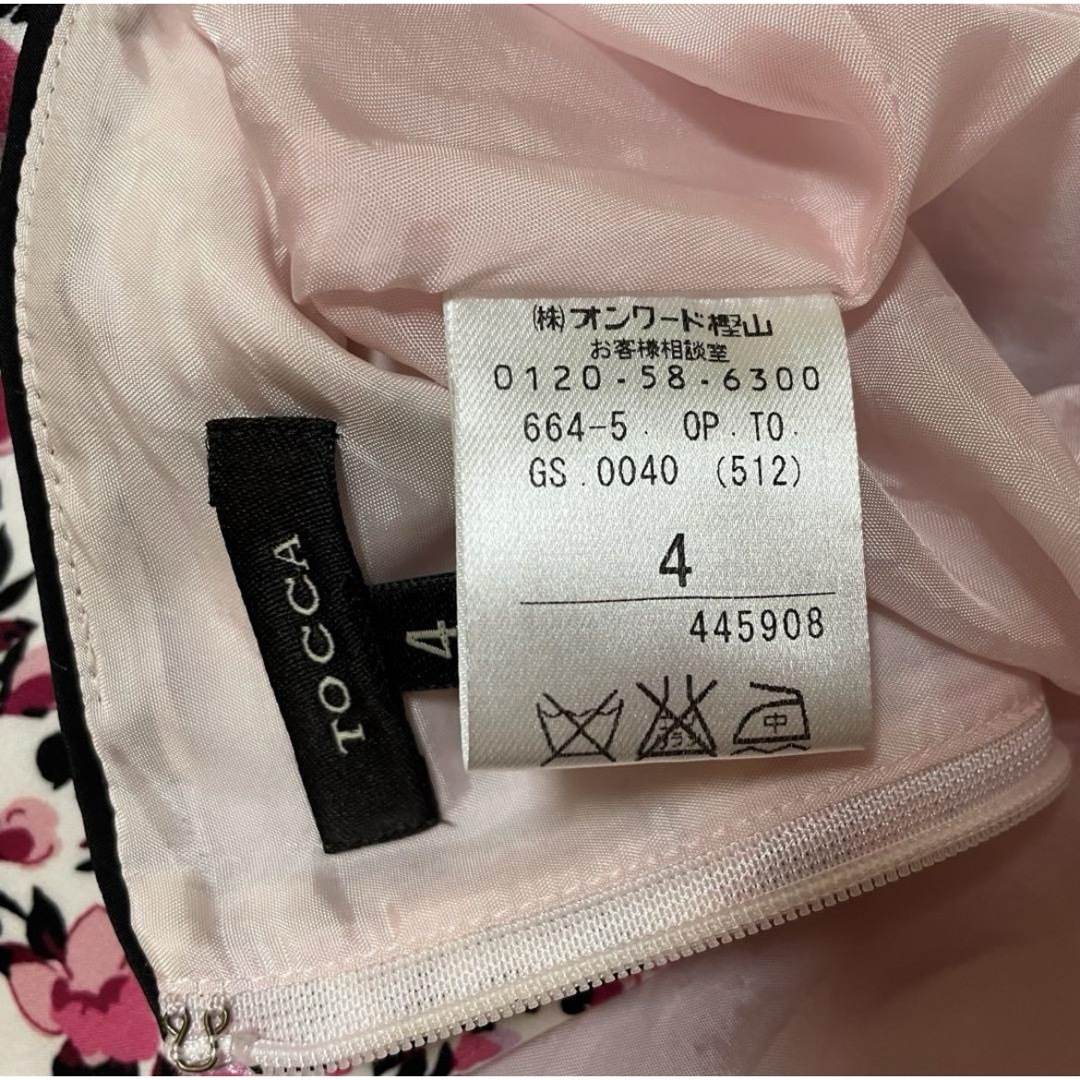 (株)オンワード樫山
お客様相談室
0120-58-6300
664-5. OP.TO.
GS.0040 (512)
4
445908
中
TOCCA
4